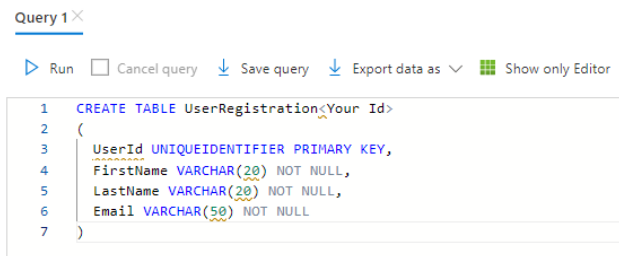 Query 1
Run Cancel query Save query Export data as Show only Editor
1 CREATE TABLE UserRegistration<Your Id>
2 (
3 UserId UNIQUEIDENTIFIER PRIMARY KEY,
4 FirstName VARCHAR(20) NOT NULL,
5 LastName VARCHAR(20) NOT NULL,
6 Email VARCHAR(50) NOT NULL
7 )